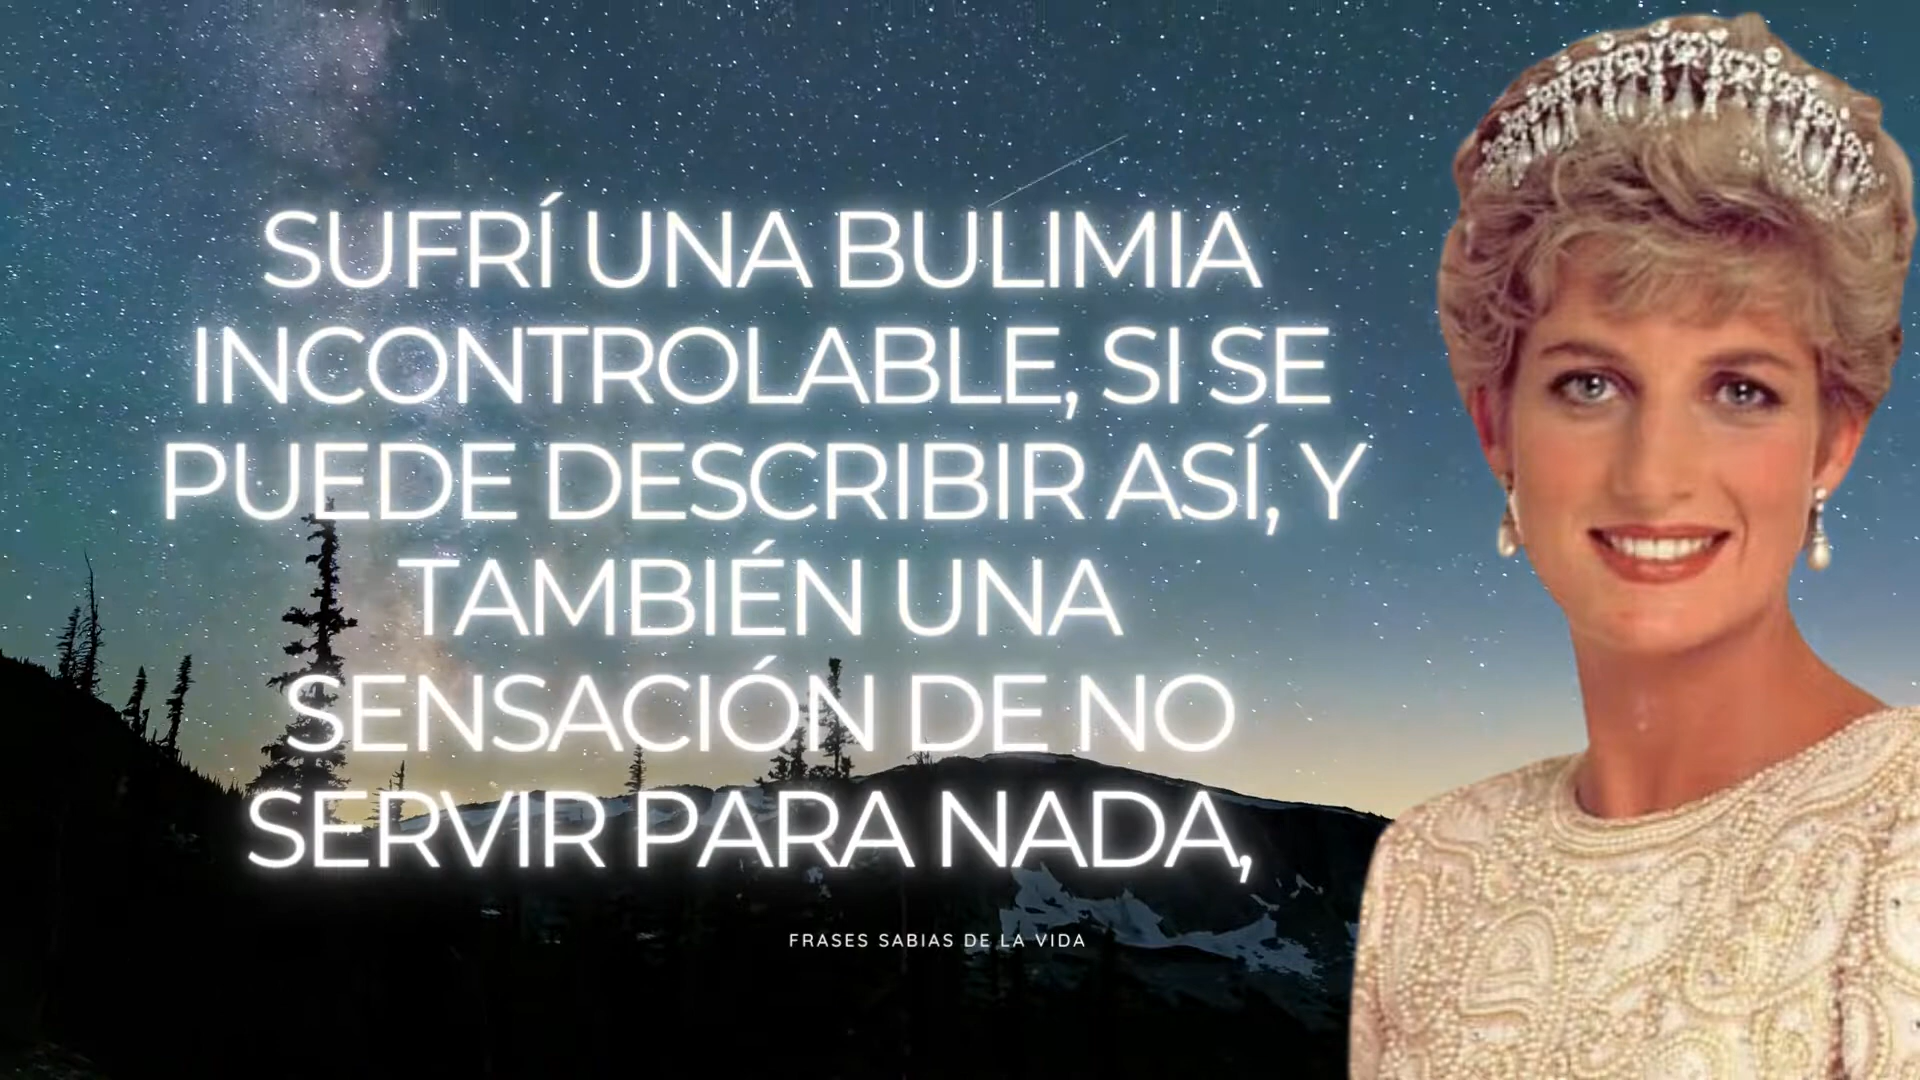 SUFRÍ UNA BULIMIA
INCONTROLABLE, SI SE
PUEDE DESCRIBIR ASÍ, Y
TAMBIÉN UNA
SENSACIÓN DE NO
SERVIR PARA NADA,
FRASES SABIAS DE LA VIDA